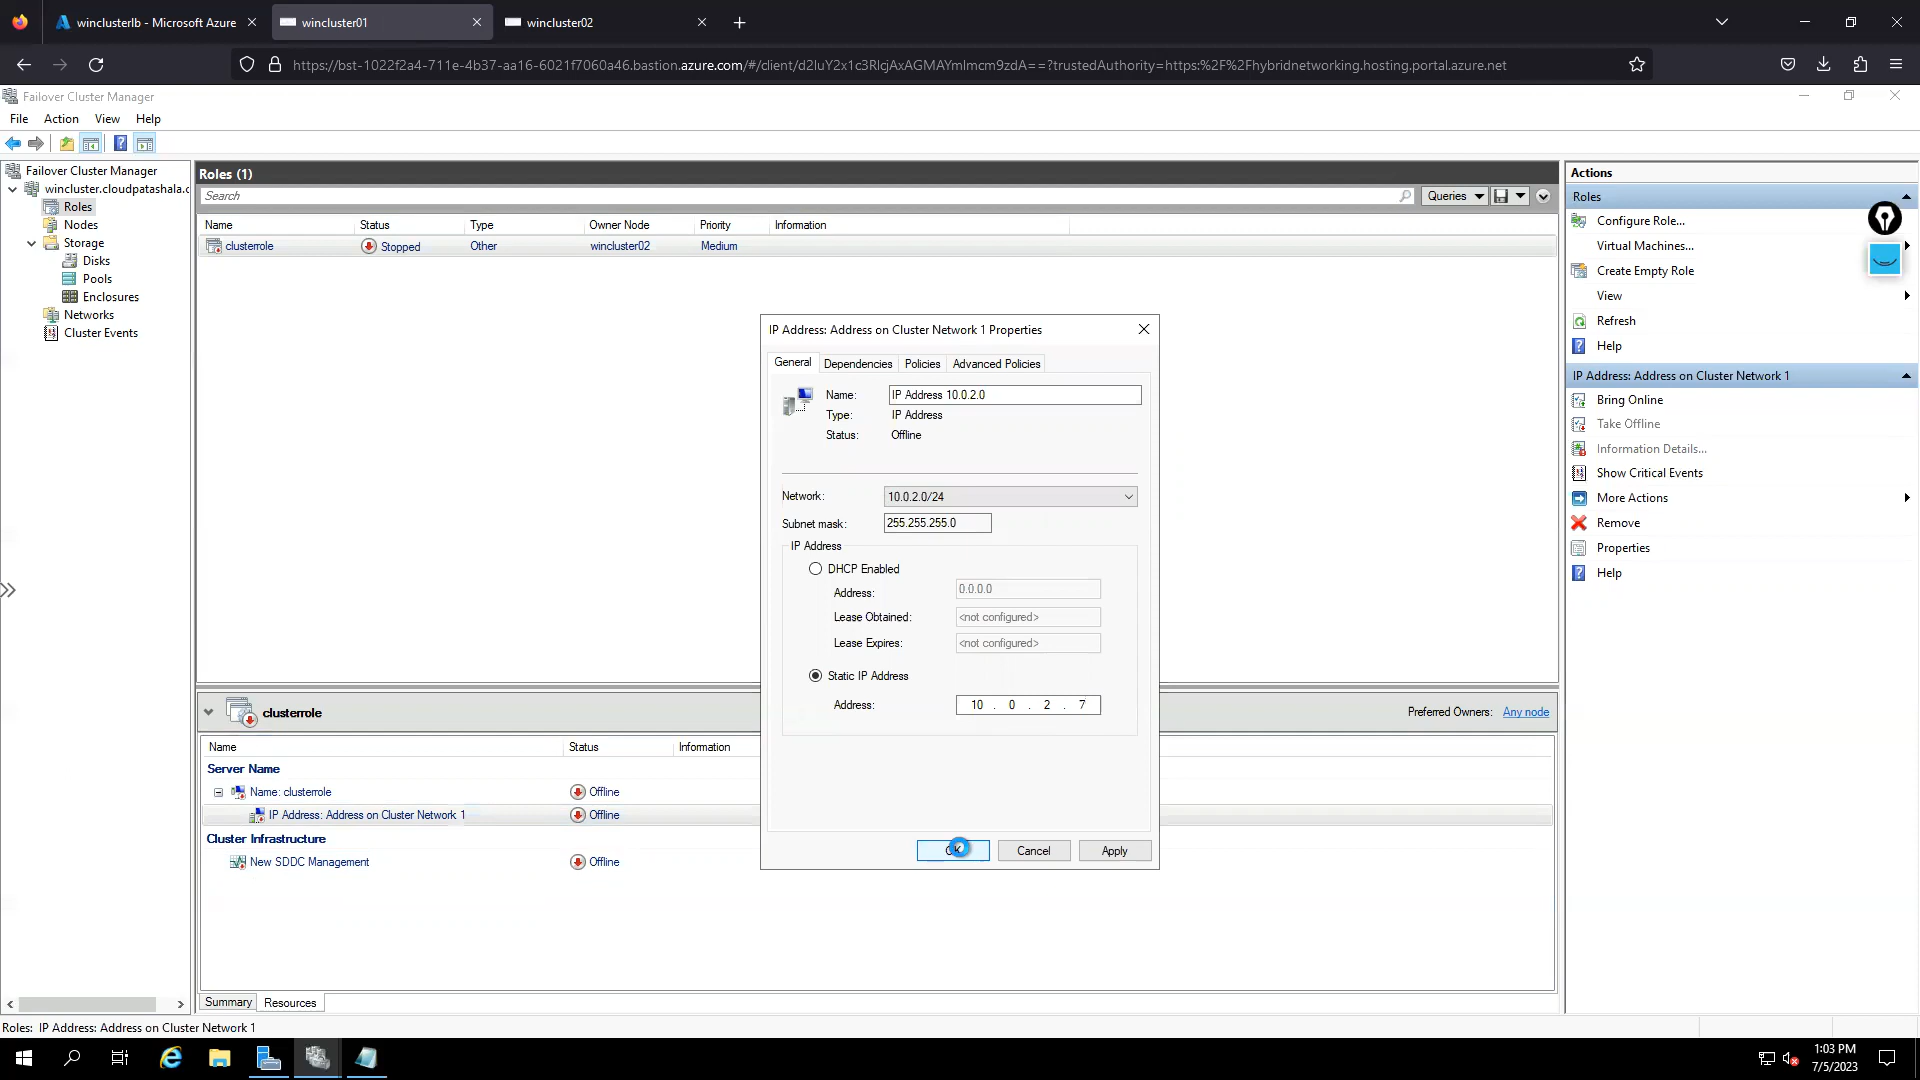 winclusterlb - Microsoft Azure
wincluster01
wincluster02
https://bst-1022f2a4-711e-4b37-aa16-6021f7060a46.bastion.azure.com/#/client/d2luY2x1c3RlcjAxAGMAYmlmcm9zdA==?trustedAuthority=https:%2F%2Fhybridnetworking.hosting.portal.azure.net
Failover Cluster Manager
File Action View Help
Failover Cluster Manager
wincluster.cloudpatashala.c
Roles
Nodes
Storage
Disks
Pools
Enclosures
Networks
Cluster Events
Roles (1)
Search
Queries
Name Status Type Owner Node Priority Information
clusterrole Stopped Other wincluster02 Medium
IP Address: Address on Cluster Network 1 Properties
General Dependencies Policies Advanced Policies
Name: IP Address 10.0.2.0
Type: IP Address
Status: Offline
Network: 10.0.2.0/24
Subnet mask: 255.255.255.0
IP Address
DHCP Enabled
Address: 0.0.0.0
Lease Obtained: <not configured>
Lease Expires: <not configured>
Static IP Address
Address: 10 . 0 . 2 . 7
OK Cancel Apply
clusterrole
Preferred Owners: Any node
Name Status Information
Server Name
Name: clusterrole Offline
IP Address: Address on Cluster Network 1 Offline
Cluster Infrastructure
New SDDC Management Offline
Summary Resources
Actions
Roles
Configure Role...
Virtual Machines...
Create Empty Role
View
Refresh
Help
IP Address: Address on Cluster Network 1
Bring Online
Take Offline
Information Details...
Show Critical Events
More Actions
Remove
Properties
Help
Roles: IP Address: Address on Cluster Network 1
1:03 PM
7/5/2023